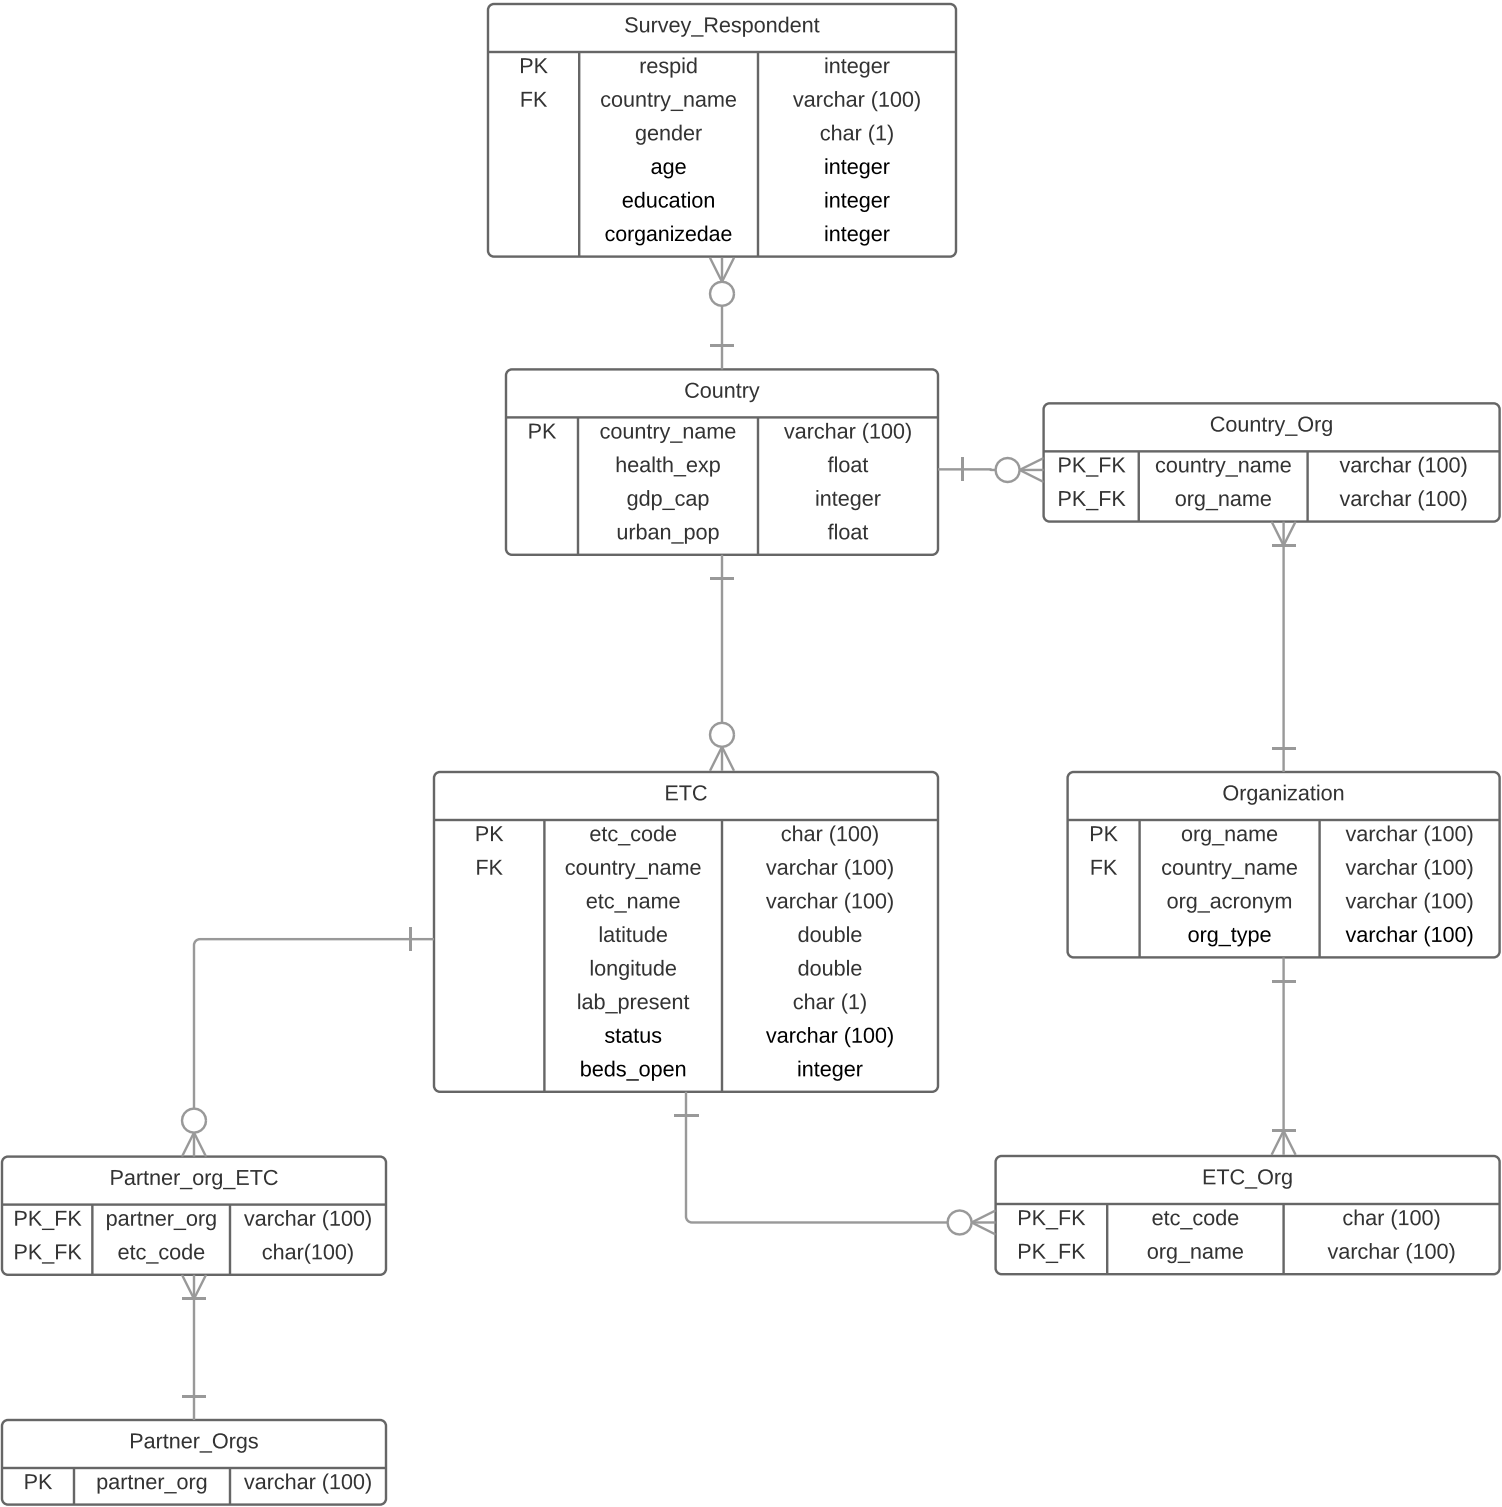 Survey_Respondent
PK respid integer
FK country_name varchar (100)
gender char (1)
age integer
education integer
corganizedae integer
Country
PK country_name varchar (100)
health_exp float
gdp_cap integer
urban_pop float
Country_Org
PK_FK country_name varchar (100)
PK_FK org_name varchar (100)
ETC
PK etc_code char (100)
FK country_name varchar (100)
etc_name varchar (100)
latitude double
longitude double
lab_present char (1)
status varchar (100)
beds_open integer
Organization
PK org_name varchar (100)
FK country_name varchar (100)
org_acronym varchar (100)
org_type varchar (100)
Partner_org_ETC
PK_FK partner_org varchar (100)
PK_FK etc_code char(100)
ETC_Org
PK_FK etc_code char (100)
PK_FK org_name varchar (100)
Partner_Orgs
PK partner_org varchar (100)